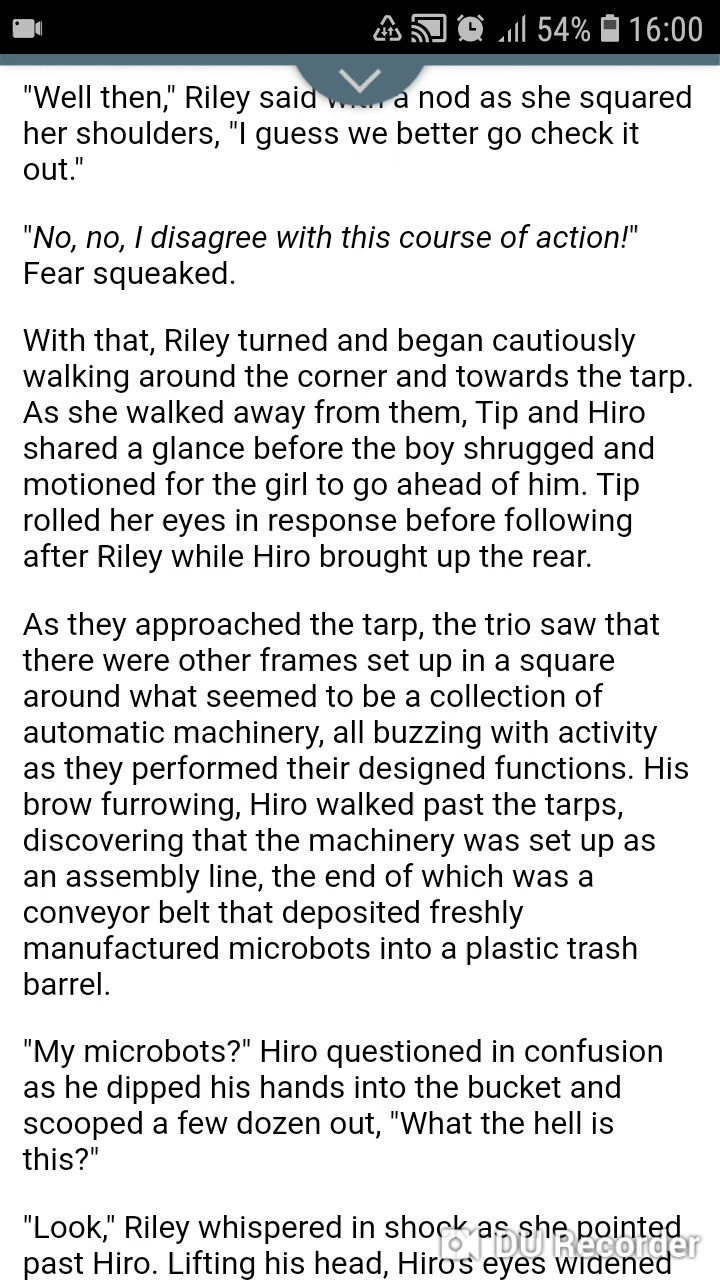 54% 16:00
"Well then," Riley said with a nod as she squared
her shoulders, "I guess we better go check it
out."
"No, no, I disagree with this course of action!"
Fear squeaked.
With that, Riley turned and began cautiously
walking around the corner and towards the tarp.
As she walked away from them, Tip and Hiro
shared a glance before the boy shrugged and
motioned for the girl to go ahead of him. Tip
rolled her eyes in response before following
after Riley while Hiro brought up the rear.
As they approached the tarp, the trio saw that
there were other frames set up in a square
around what seemed to be a collection of
automatic machinery, all buzzing with activity
as they performed their designed functions. His
brow furrowing, Hiro walked past the tarps,
discovering that the machinery was set up as
an assembly line, the end of which was a
conveyor belt that deposited freshly
manufactured microbots into a plastic trash
barrel.
"My microbots?" Hiro questioned in confusion
as he dipped his hands into the bucket and
scooped a few dozen out, "What the hell is
this?"
"Look," Riley whispered in shock as she pointed
past Hiro. Lifting his head, Hiro's eyes widened
DU Recorder